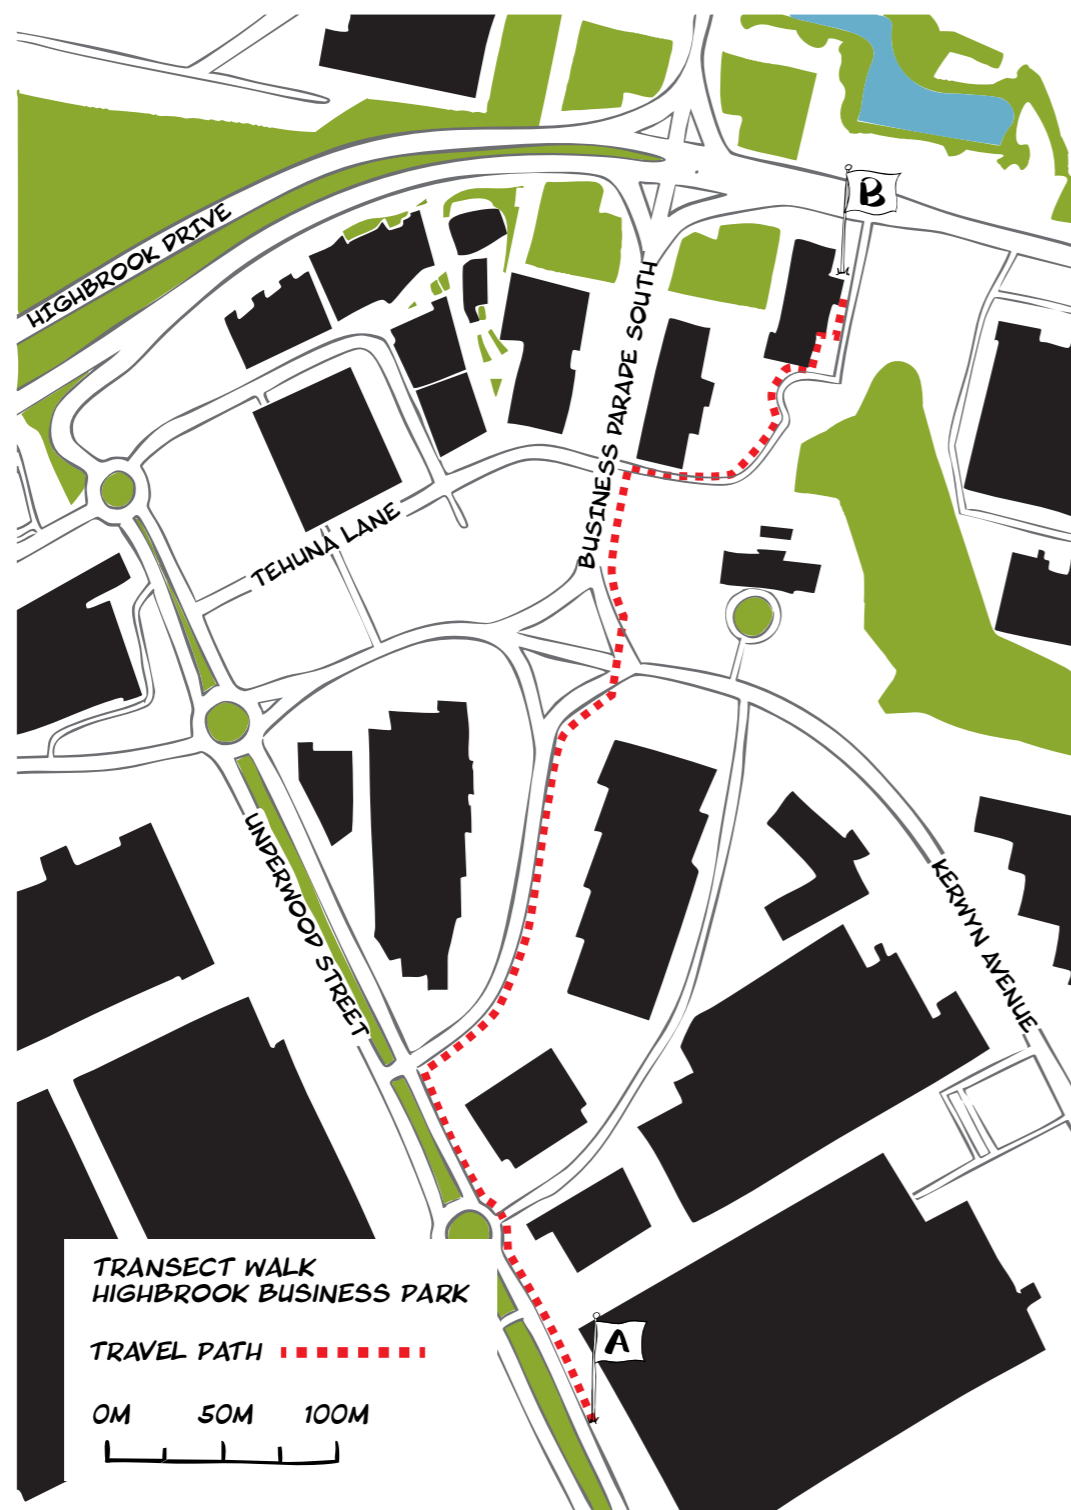 B
HIGHBROOK DRIVE
BUSINESS PARADE SOUTH
TEHUNA LANE
UNDERWOOD STREET
KERWYN AVENUE
A
TRANSECT WALK
HIGHBROOK BUSINESS PARK
TRAVEL PATH
0M 50M 100M